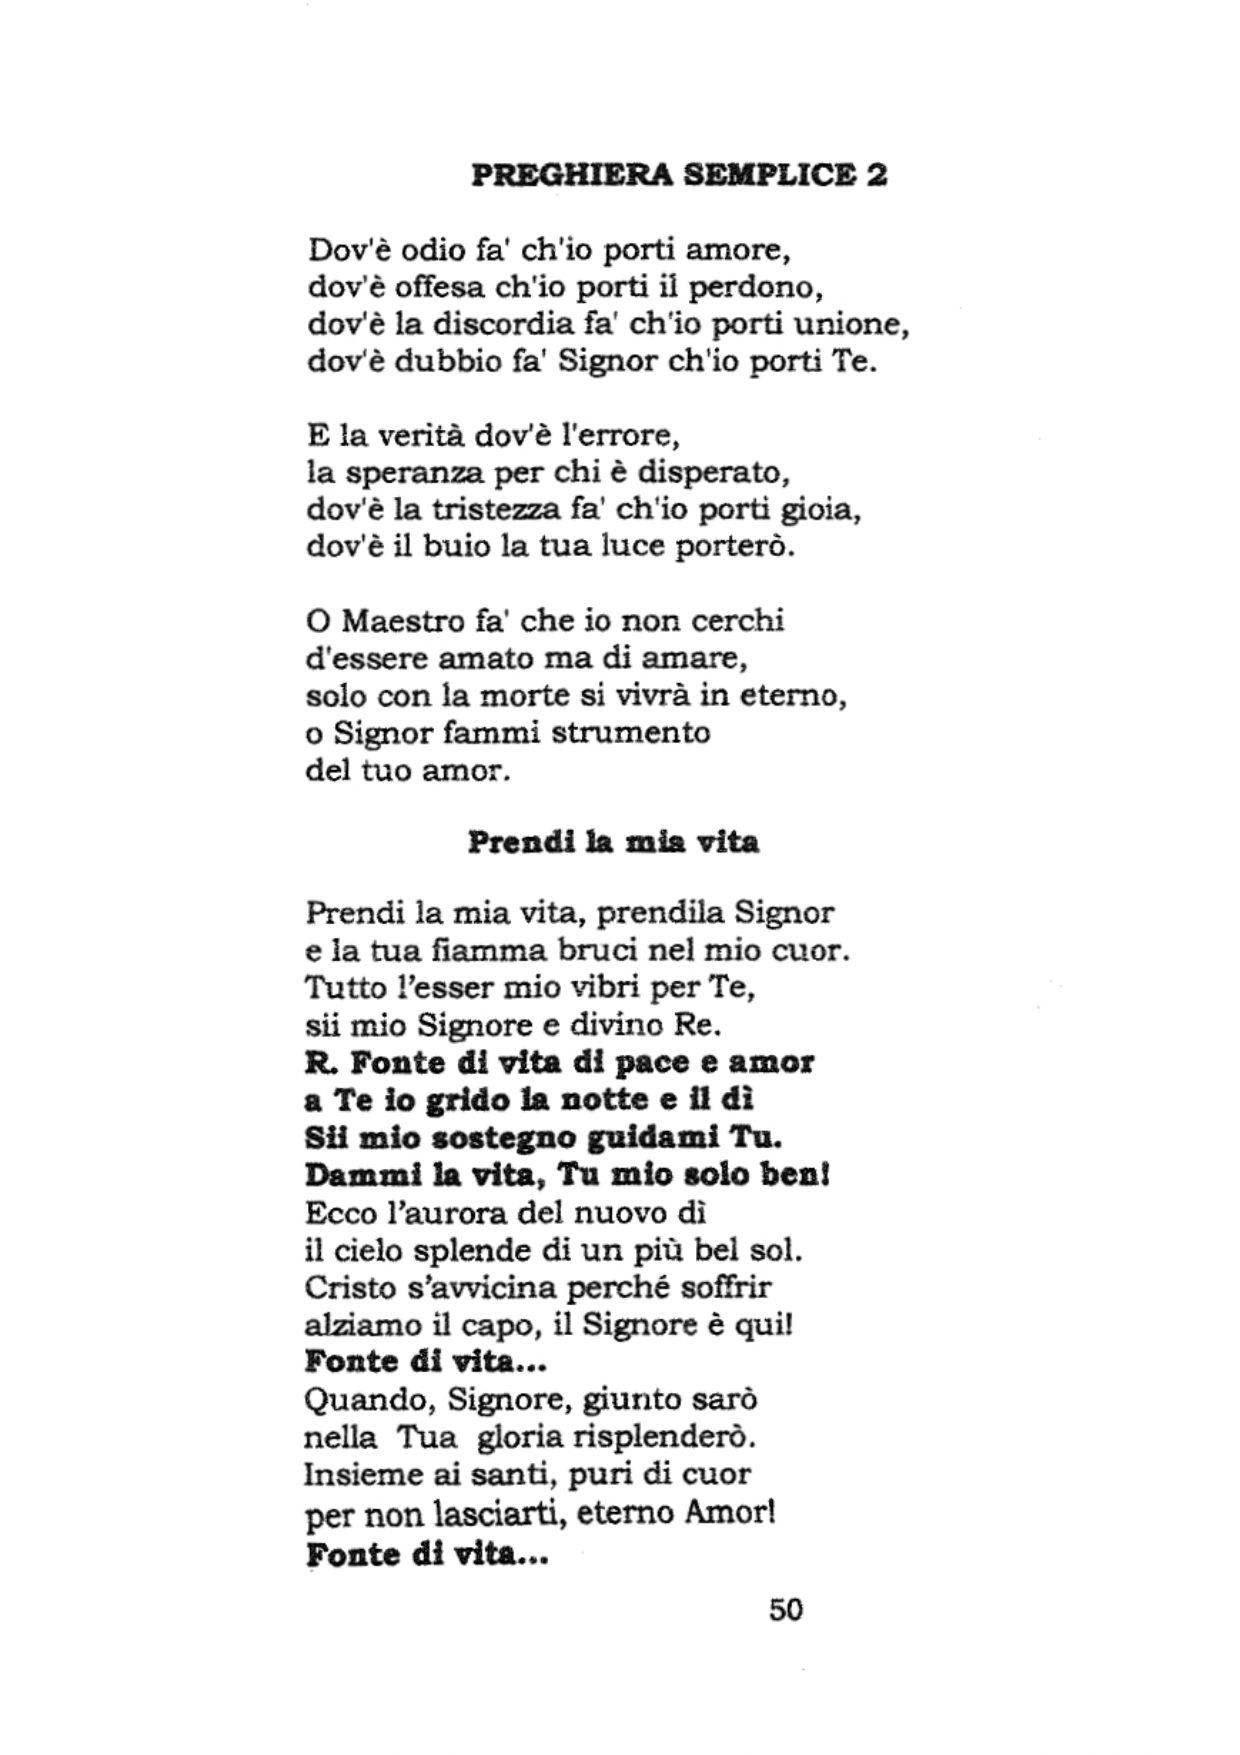 PREGHIERA SEMPLICE 2
Dov'è odio fa' ch'io porti amore,
dov'è offesa ch'io porti il perdono,
dov'è la discordia fa' ch'io porti unione,
dov'è dubbio fa' Signor ch'io porti Te.
E la verità dov'è l'errore,
la speranza per chi è disperato,
dov'è la tristezza fa' ch'io porti gioia,
dov'è il buio la tua luce porterò.
O Maestro fa' che io non cerchi
d'essere amato ma di amare,
solo con la morte si vivrà in eterno,
o Signor fammi strumento
del tuo amor.
Prendi la mia vita
Prendi la mia vita, prendila Signor
e la tua fiamma bruci nel mio cuor.
Tutto l’esser mio vibri per Te,
sii mio Signore e divino Re.
R. Fonte di vita di pace e amor
a Te io grido la notte e il dì
Sii mio sostegno guidami Tu.
Dammi la vita, Tu mio solo ben!
Ecco l’aurora del nuovo dì
il cielo splende di un più bel sol.
Cristo s’avvicina perché soffrir
alziamo il capo, il Signore è qui!
Fonte di vita...
Quando, Signore, giunto sarò
nella Tua gloria risplenderò.
Insieme ai santi, puri di cuor
per non lasciarti, eterno Amor!
Fonte di vita...
50